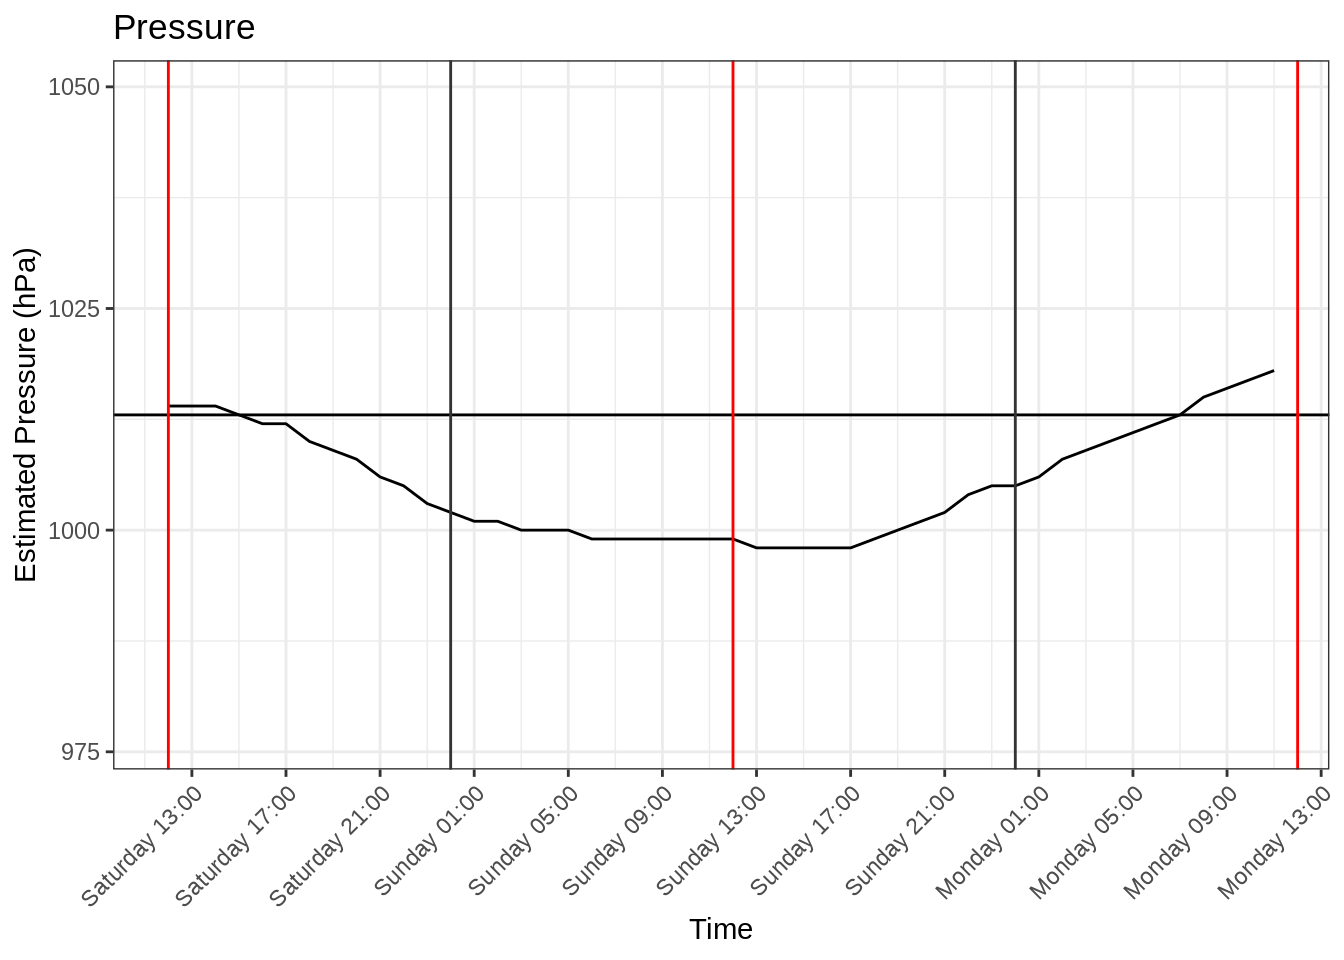 Pressure
Estimated Pressure (hPa)
1050
1025
1000
975
Saturday 13:00
Saturday 17:00
Saturday 21:00
Sunday 01:00
Sunday 05:00
Sunday 09:00
Sunday 13:00
Sunday 17:00
Sunday 21:00
Monday 01:00
Monday 05:00
Monday 09:00
Monday 13:00
Time